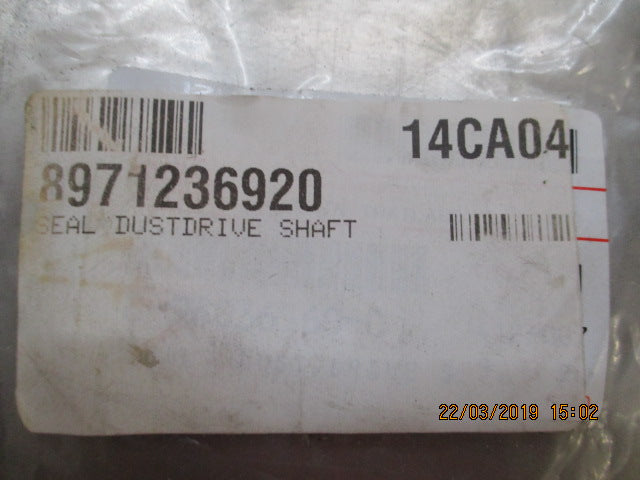 14CA04
8971236920
SEAL DUSTDRIVE SHAFT
22/03/2019 15:02